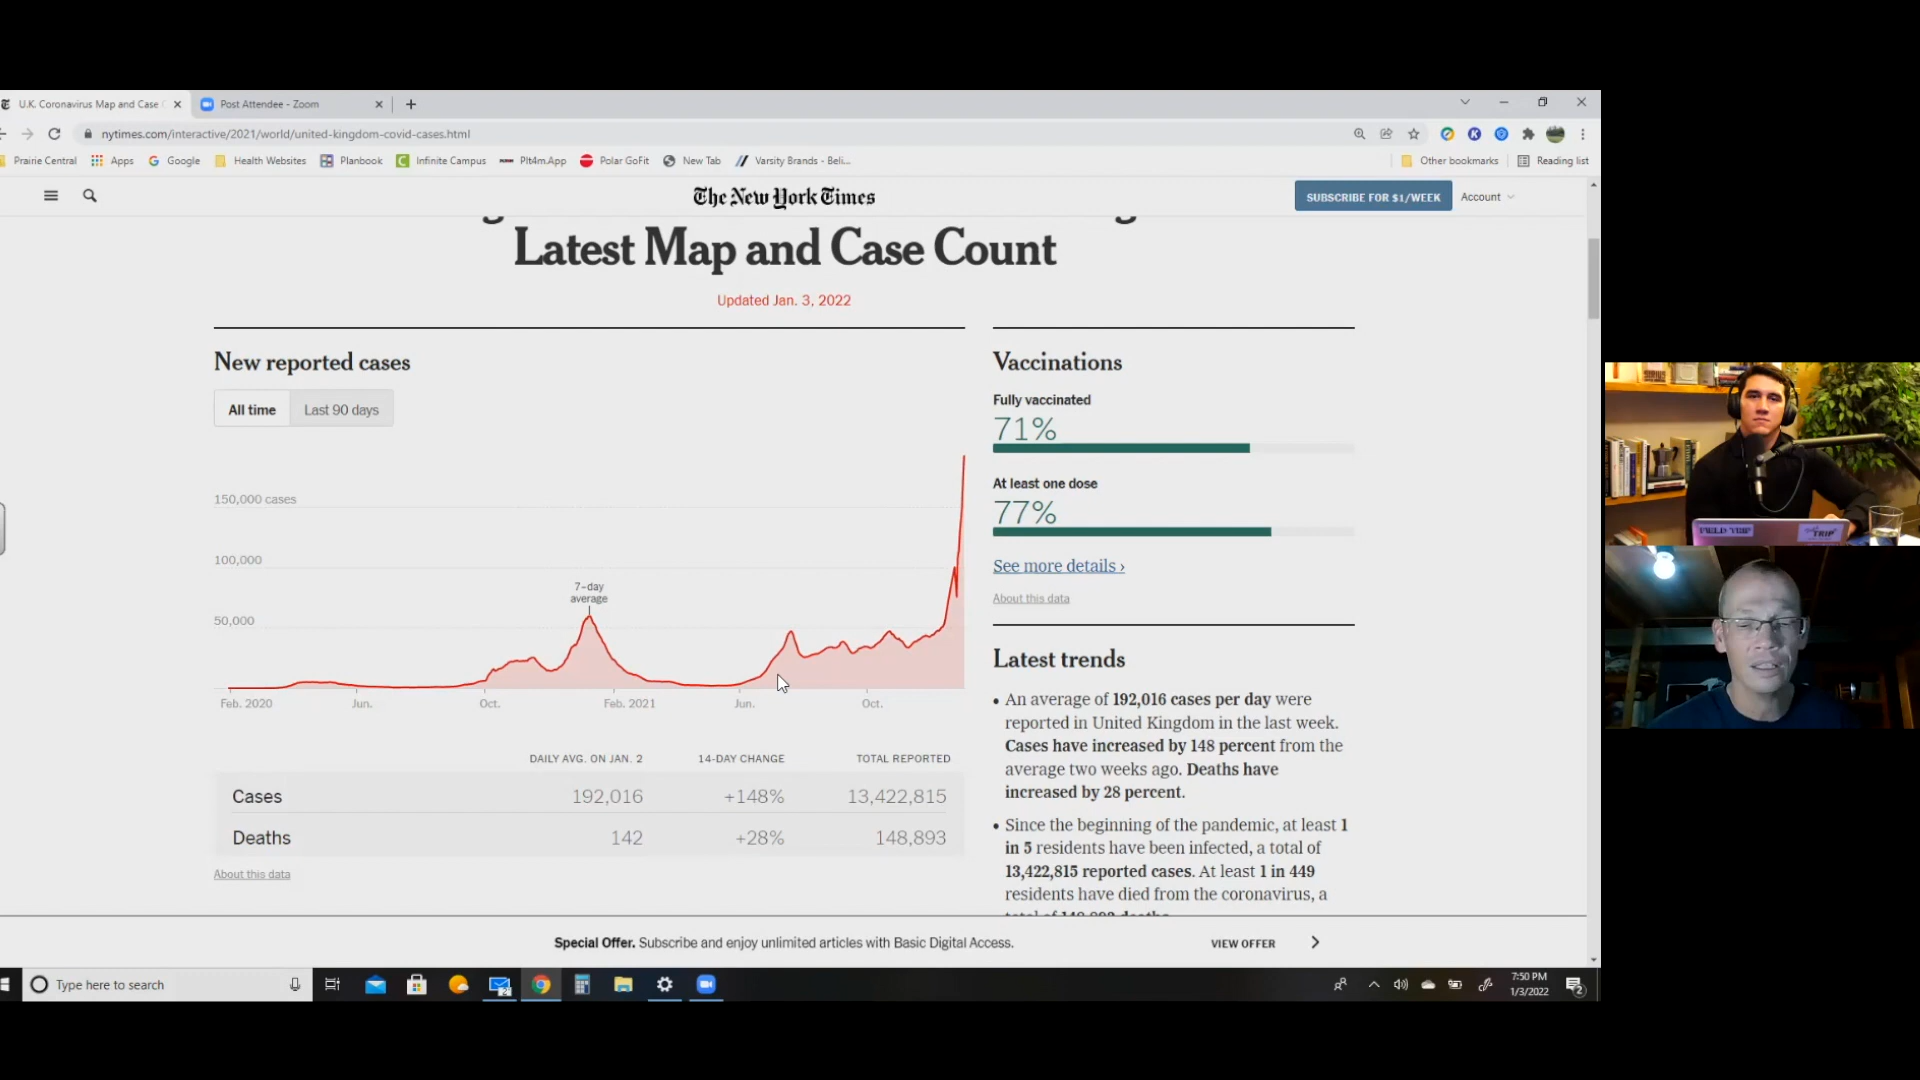 U.K. Coronavirus Map and Case
Post Attendee - Zoom
nytimes.com/interactive/2021/world/united-kingdom-covid-cases.html
Prairie Central
Apps
Google
Health Websites
Planbook
Infinite Campus
Plt4m.App
Polar GoFit
New Tab
Varsity Brands - Beli...
Other bookmarks
Reading list
The New York Times
SUBSCRIBE FOR $1/WEEK
Account
Latest Map and Case Count
Updated Jan. 3, 2022
New reported cases
All time
Last 90 days
150,000 cases
100,000
50,000
7–day
average
Feb. 2020
Jun.
Oct.
Feb. 2021
Jun.
Oct.
DAILY AVG. ON JAN. 2
14-DAY CHANGE
TOTAL REPORTED
Cases
192,016
+148%
13,422,815
Deaths
142
+28%
148,893
About this data
Vaccinations
Fully vaccinated
71%
At least one dose
77%
See more details ›
About this data
Latest trends
• An average of 192,016 cases per day were
reported in United Kingdom in the last week.
Cases have increased by 148 percent from the
average two weeks ago. Deaths have
increased by 28 percent.
• Since the beginning of the pandemic, at least 1
in 5 residents have been infected, a total of
13,422,815 reported cases. At least 1 in 449
residents have died from the coronavirus, a
total of 148,893 deaths.
Special Offer. Subscribe and enjoy unlimited articles with Basic Digital Access.
VIEW OFFER
FIELD TRIP
TRIP
Type here to search
7:50 PM
1/3/2022
2